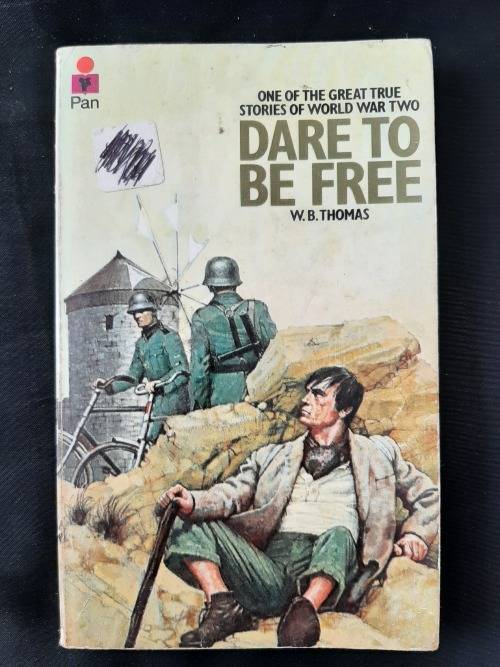 Pan
ONE OF THE GREAT TRUE
STORIES OF WORLD WAR TWO
DARE TO
BE FREE
W.B.THOMAS